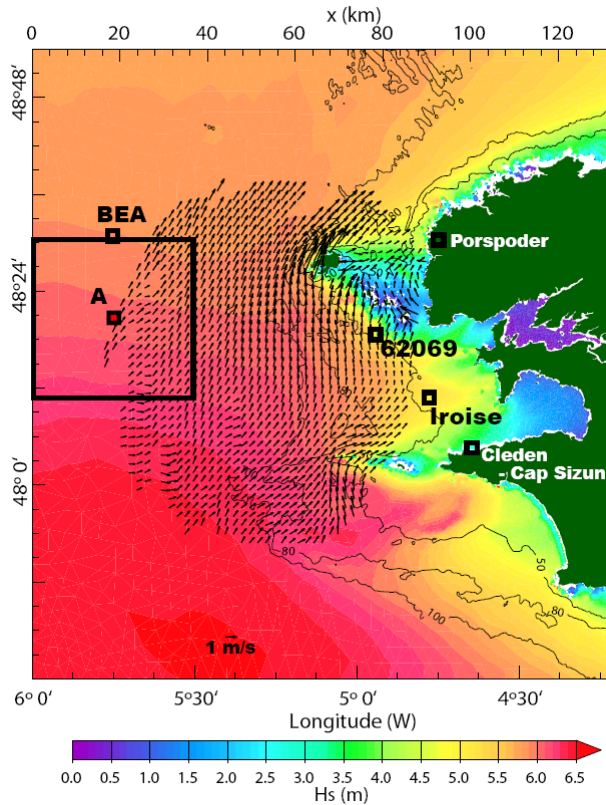 x (km)
0 20 40 60 80 100 120
48°48′
BEA
Porspoder
48°24′
A
62069
Iroise
Cleden
- Cap Sizun
48°0′
80
80
100
80
50
80
100
1 m/s
6°0′ 5°30′ 5°0′ 4°30′
Longitude (W)
0.0 0.5 1.0 1.5 2.0 2.5 3.0 3.5 4.0 4.5 5.0 5.5 6.0 6.5
Hs (m)